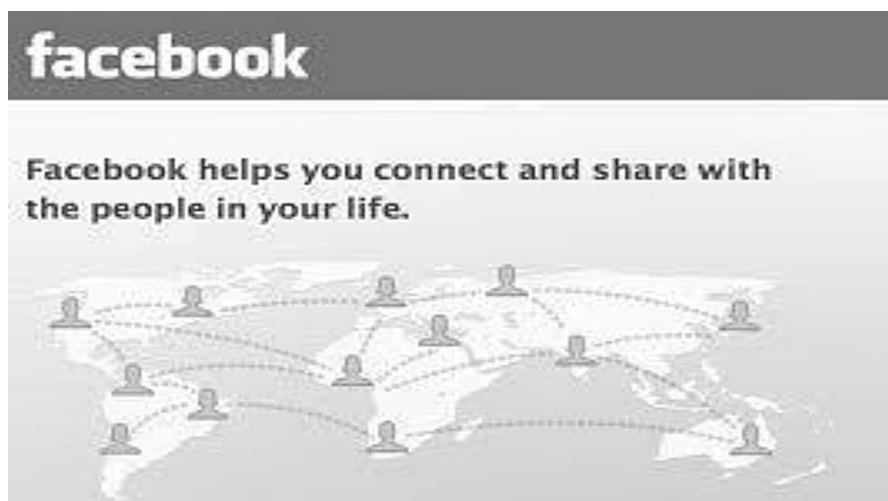 facebook
Facebook helps you connect and share with
the people in your life.